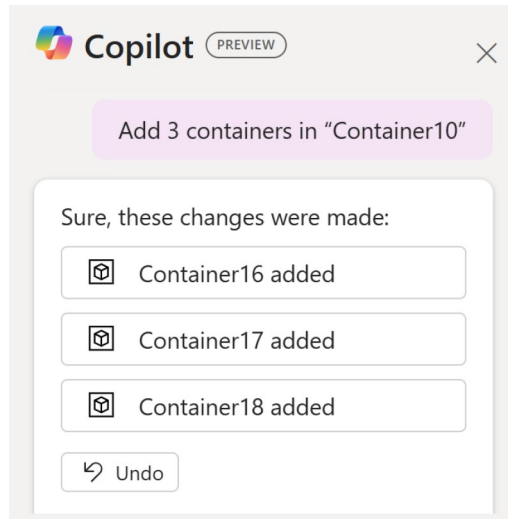 Copilot PREVIEW
Add 3 containers in “Container10”
Sure, these changes were made:
Container16 added
Container17 added
Container18 added
Undo